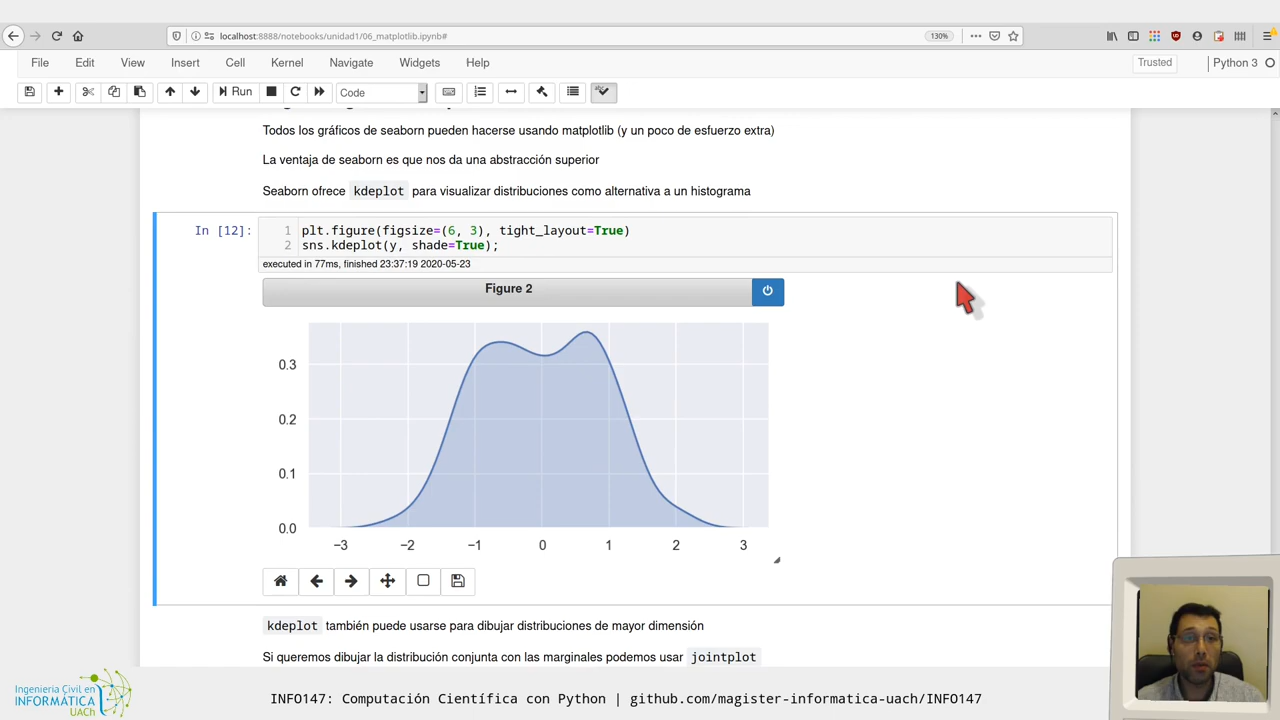 localhost:8888/notebooks/unidad1/06_matplotlib.ipynb#
130%
File Edit View Insert Cell Kernel Navigate Widgets Help
Trusted
Python 3
Run
Code
Todos los gráficos de seaborn pueden hacerse usando matplotlib (y un poco de esfuerzo extra)
La ventaja de seaborn es que nos da una abstracción superior
Seaborn ofrece kdeplot para visualizar distribuciones como alternativa a un histograma
In [12]:
1 plt.figure(figsize=(6, 3), tight_layout=True)
2 sns.kdeplot(y, shade=True);
executed in 77ms, finished 23:37:19 2020-05-23
Figure 2
0.3
0.2
0.1
0.0
−3 −2 −1 0 1 2 3
kdeplot también puede usarse para dibujar distribuciones de mayor dimensión
Si queremos dibujar la distribución conjunta con las marginales podemos usar jointplot
Ingeniería Civil en
INFORMÁTICA
UACh
INFO147: Computación Científica con Python | github.com/magister-informatica-uach/INFO147